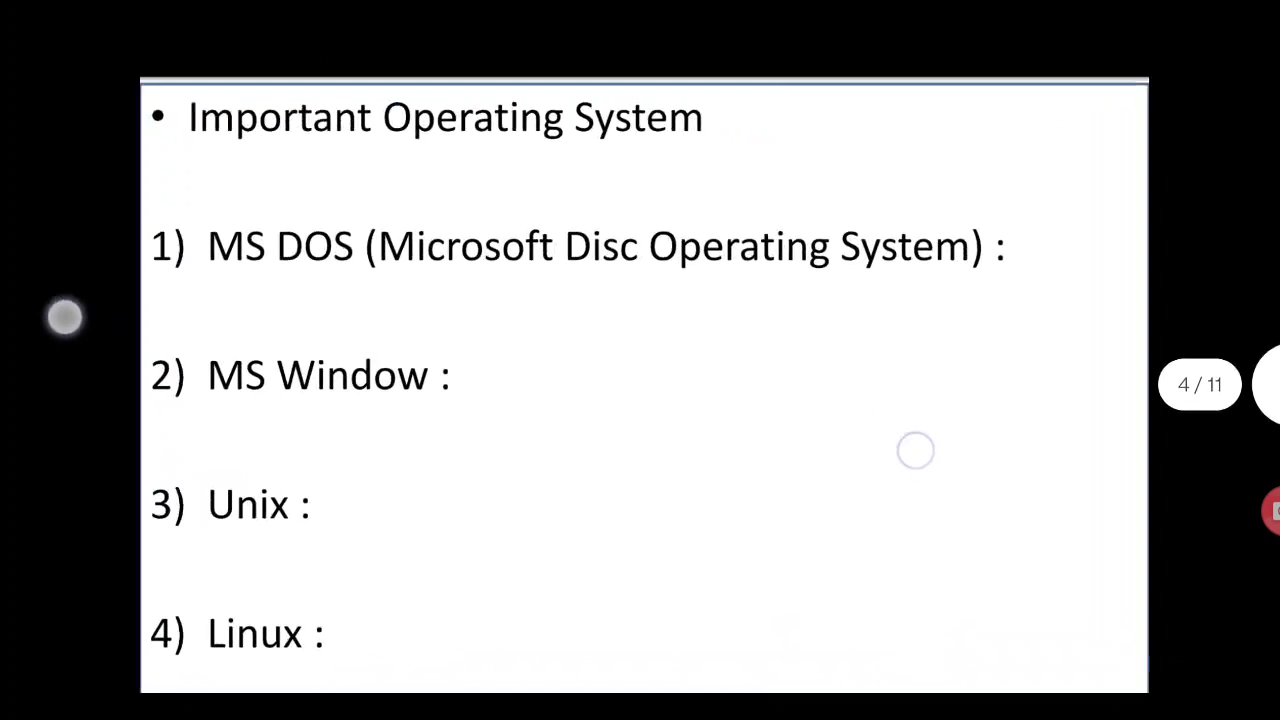 • Important Operating System
1) MS DOS (Microsoft Disc Operating System) :
2) MS Window :
4 / 11
3) Unix :
4) Linux :